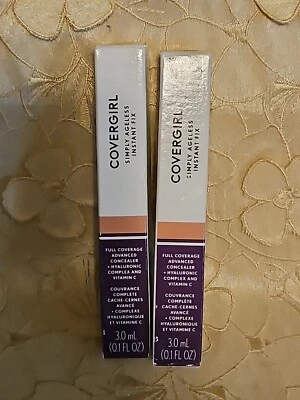 COVERGIRL
SIMPLY AGELESS
INSTANT FIX
FULL COVERAGE
ADVANCED
CONCEALER
+ HYALURONIC
COMPLEX AND
VITAMIN C
COUVRANCE
COMPLÈTE
CACHE-CERNES
AVANCÉ
+ COMPLEXE
HYALURONIQUE
ET VITAMINE C
3.0 mL
(0.1 FL OZ)
COVERGIRL
SIMPLY AGELESS
INSTANT FIX
FULL COVERAGE
ADVANCED
CONCEALER
+ HYALURONIC
COMPLEX AND
VITAMIN C
COUVRANCE
COMPLÈTE
CACHE-CERNES
AVANCÉ
+ COMPLEXE
HYALURONIQUE
ET VITAMINE C
3.0 mL
(0.1 FL OZ)